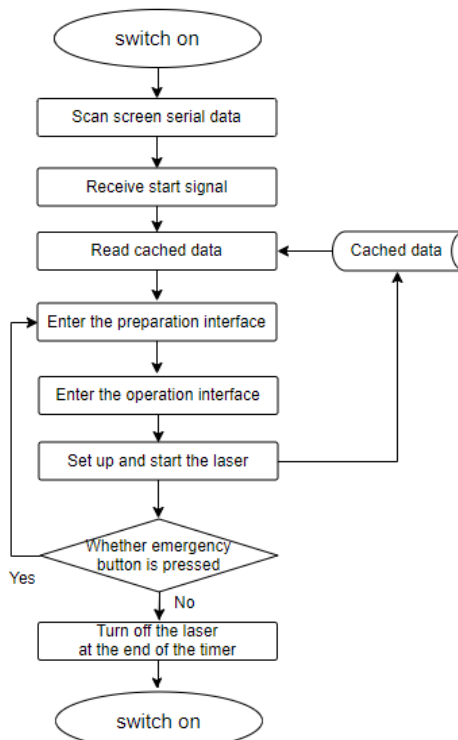 switch on
Scan screen serial data
Receive start signal
Read cached data
Cached data
Enter the preparation interface
Enter the operation interface
Set up and start the laser
Whether emergency
button is pressed
Yes
No
Turn off the laser
at the end of the timer
switch on